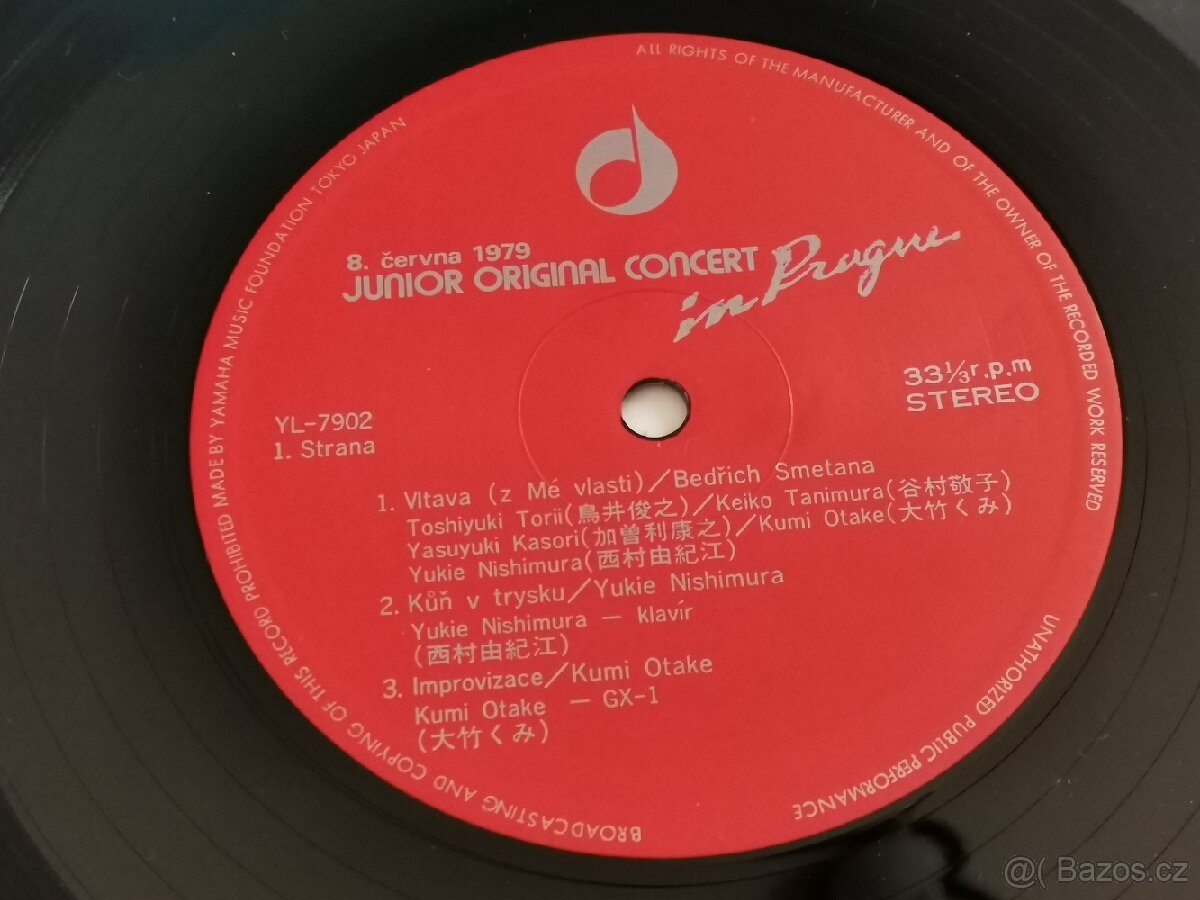 ALL RIGHTS OF THE MANUFACTURER AND OF THE OWNER OF THE RECORDED WORK RESERVED
8. června 1979
JUNIOR ORIGINAL CONCERT
in Prague
33⅓r.p.m
STEREO
YL-7902
1. Strana
1. Vltava (z Mé vlasti)/Bedřich Smetana
Toshiyuki Torii(鳥井俊之)/Keiko Tanimura(谷村敬子)
Yasuyuki Kasori(加曽利康之)/Kumi Otake(大竹くみ)
Yukie Nishimura(西村由紀江)
2. Kůň v trysku/Yukie Nishimura
Yukie Nishimura — klavír
(西村由紀江)
3. Improvizace/Kumi Otake
Kumi Otake — GX-1
(大竹くみ)
UNATHORIZED PUBLIC PERFORMANCE
BROADCASTING AND COPYING OF THIS RECORD PROHIBITED MADE BY YAMAHA MUSIC FOUNDATION TOKYO JAPAN
@( Bazoš.cz